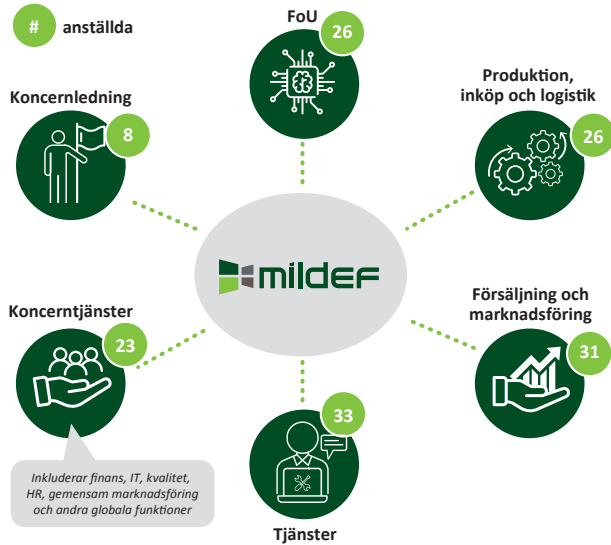 # anställda
FoU
26
Koncernledning
8
Produktion,
inköp och logistik
26
mildef
Koncerntjänster
23
Försäljning och
marknadsföring
31
33
Tjänster
Inkluderar finans, IT, kvalitet,
HR, gemensam marknadsföring
och andra globala funktioner